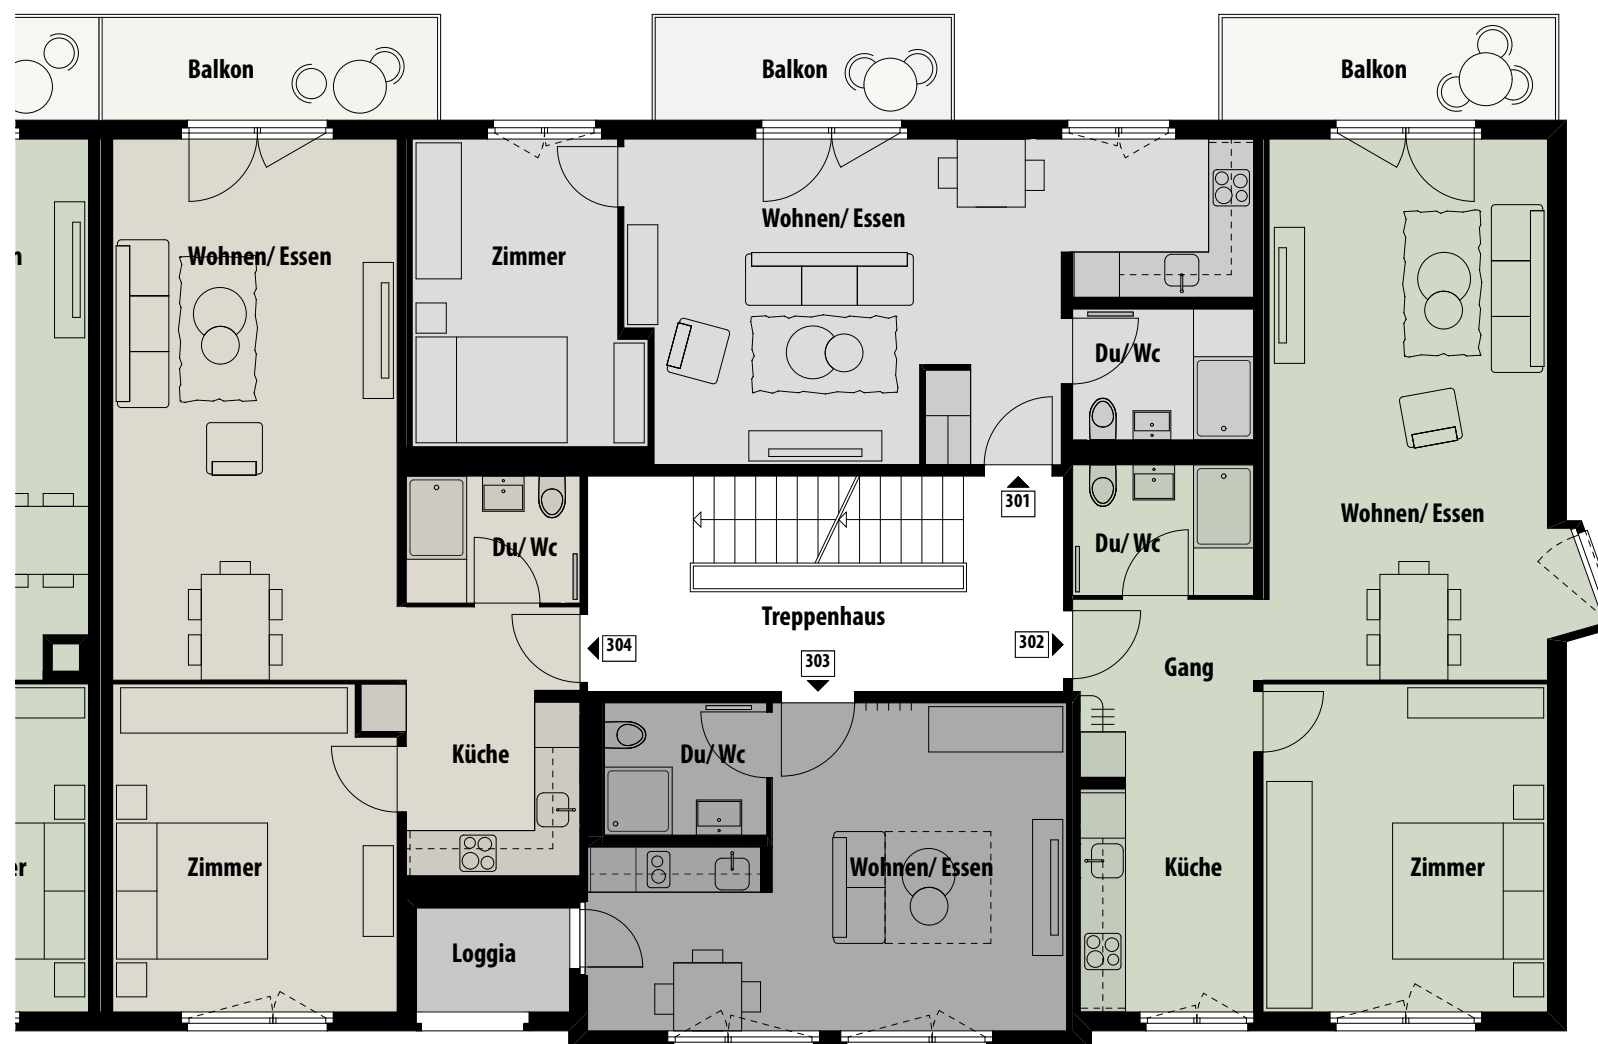 Balkon
Balkon
Balkon
Wohnen/ Essen
Zimmer
Wohnen/ Essen
Du/ Wc
301
Wohnen/ Essen
Du/ Wc
Du/ Wc
Treppenhaus
304
302
303
Gang
Küche
Du/ Wc
Zimmer
Wohnen/ Essen
Küche
Zimmer
Loggia